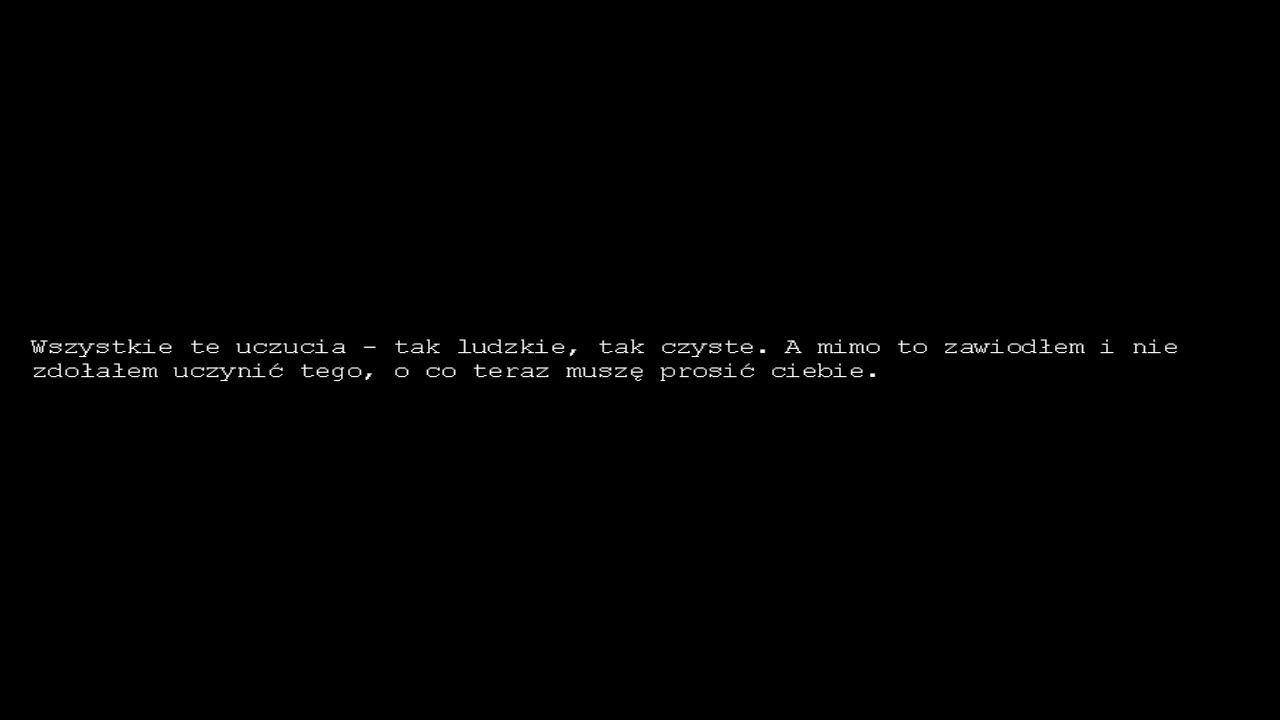 Wszystkie te uczucia – tak ludzkie, tak czyste. A mimo to zawiodłem i nie
zdołałem uczynić tego, o co teraz muszę prosić ciebie.